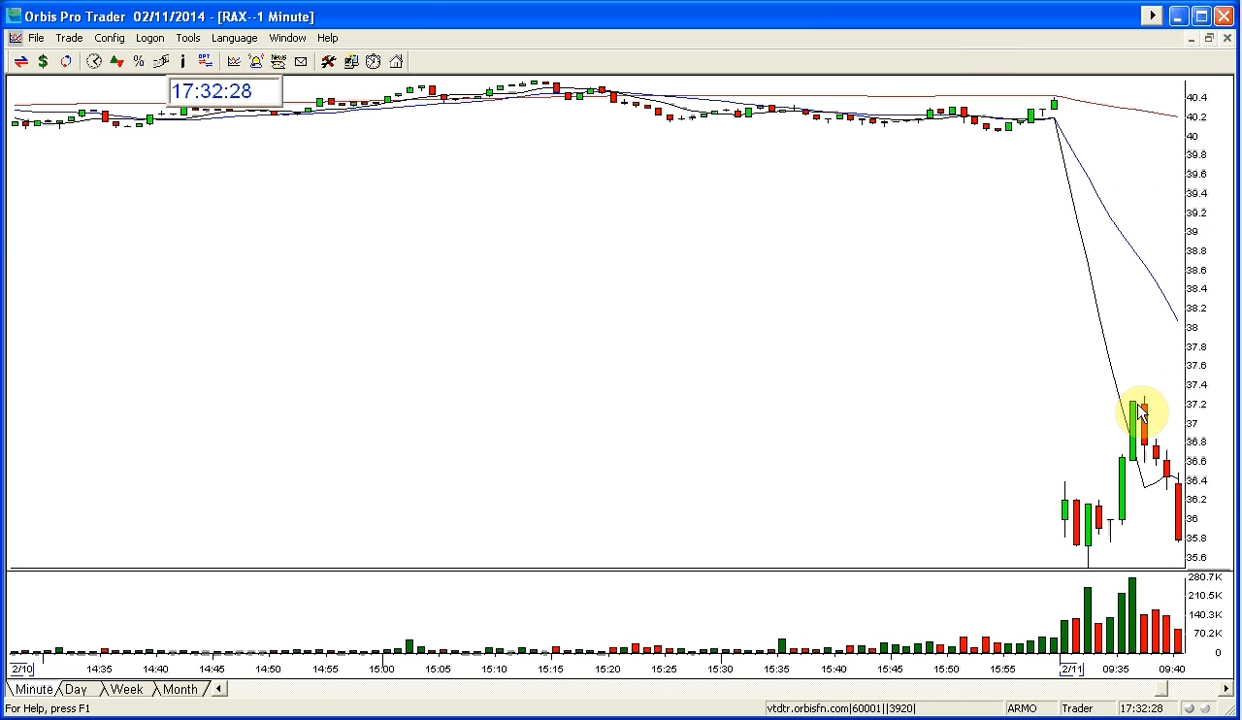 Orbis Pro Trader 02/11/2014 - [RAX--1 Minute]
File Trade Config Logon Tools Language Window Help
$ % i OPT News
17:32:28
40.4
40.2
40
39.8
39.6
39.4
39.2
39
38.8
38.6
38.4
38.2
38
37.8
37.6
37.4
37.2
37
36.8
36.6
36.4
36.2
36
35.8
35.6
280.7K
210.5K
140.3K
70.2K
0
2/10 14:35 14:40 14:45 14:50 14:55 15:00 15:05 15:10 15:15 15:20 15:25 15:30 15:35 15:40 15:45 15:50 15:55 2/11 09:35 09:40
Minute Day Week Month
For Help, press F1 vtdtr.orbisfn.com|60001||3920| ARMO Trader 17:32:28